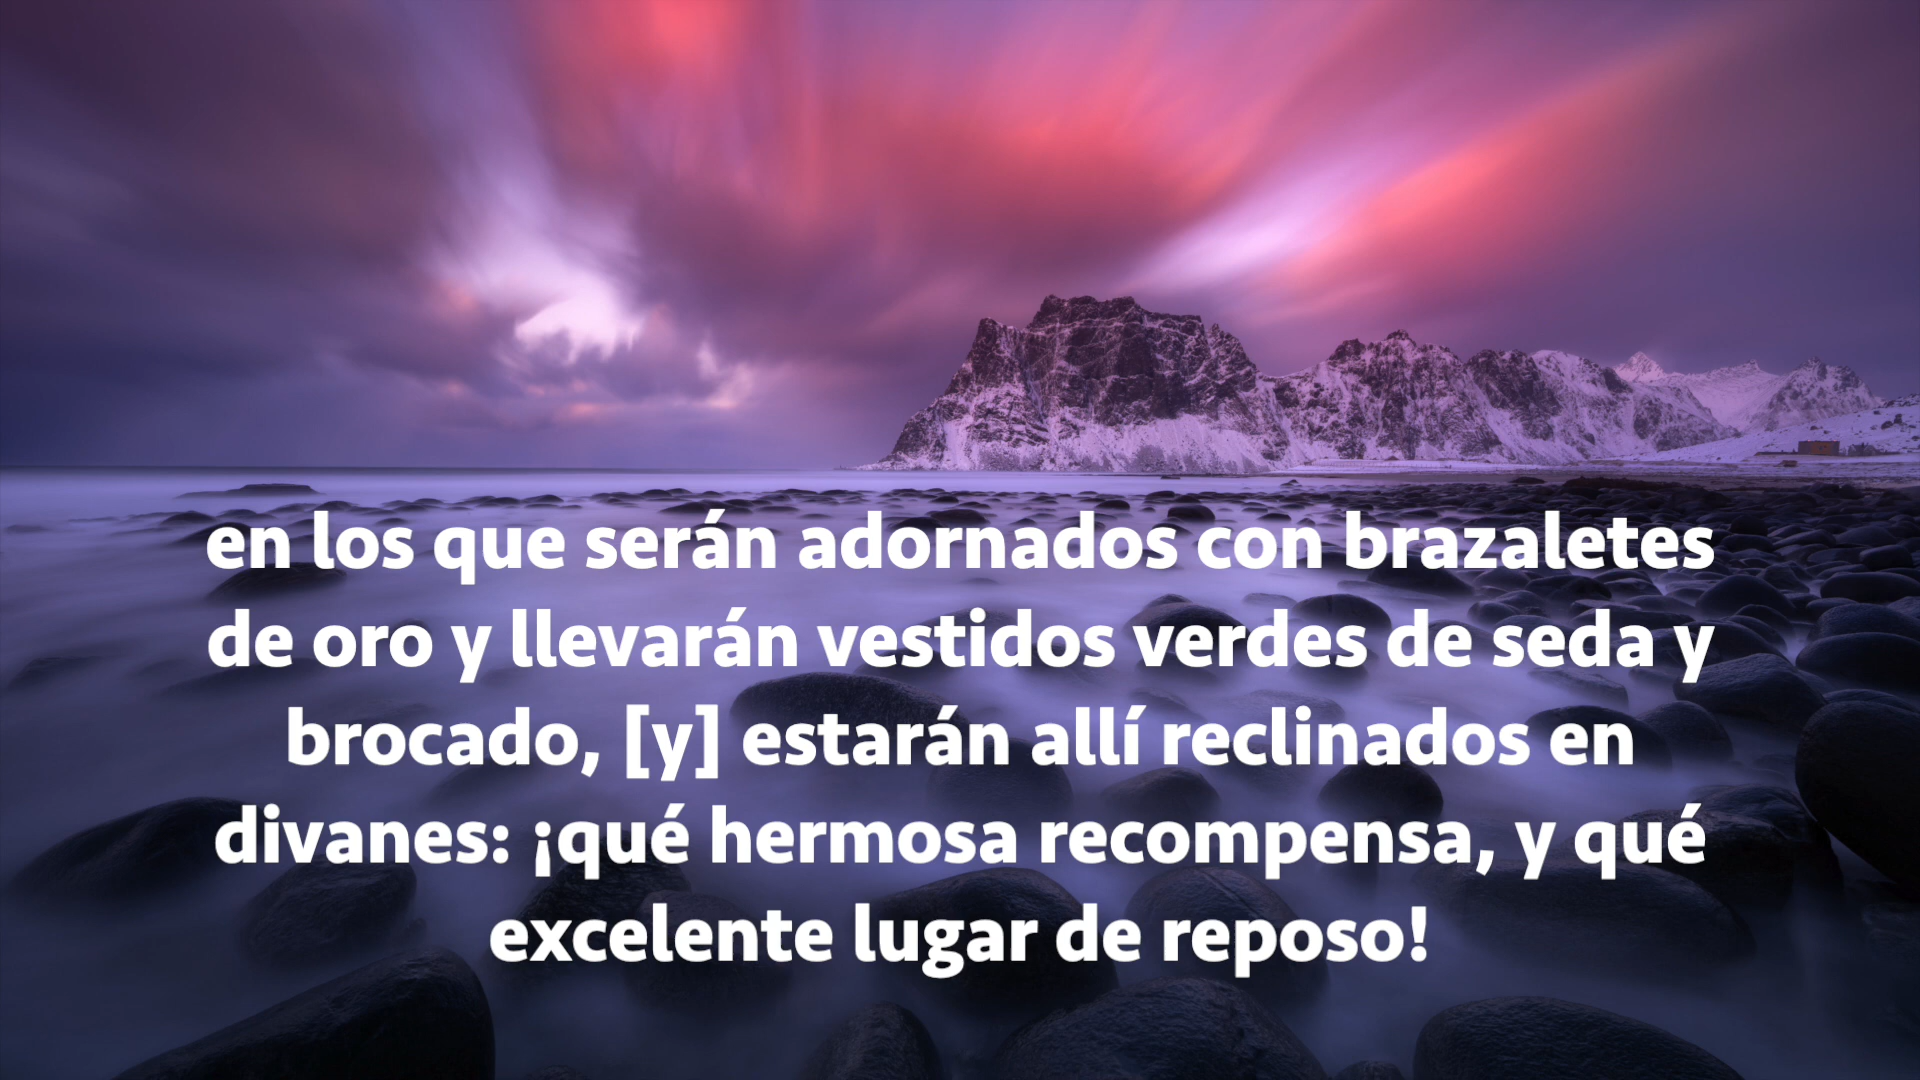 en los que serán adornados con brazaletes
de oro y llevarán vestidos verdes de seda y
brocado, [y] estarán allí reclinados en
divanes: ¡qué hermosa recompensa, y qué
excelente lugar de reposo!